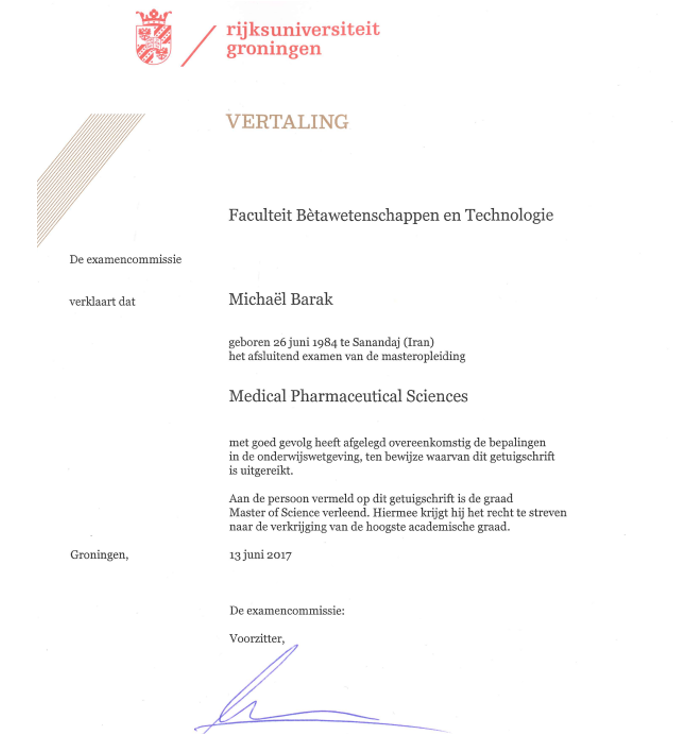 rijksuniversiteit
groningen
VERTALING
Faculteit Bètawetenschappen en Technologie
De examencommissie
verklaart dat
Michaël Barak
geboren 26 juni 1984 te Sanandaj (Iran)
het afsluitend examen van de masteropleiding
Medical Pharmaceutical Sciences
met goed gevolg heeft afgelegd overeenkomstig de bepalingen
in de onderwijswetgeving, ten bewijze waarvan dit getuigschrift
is uitgereikt.
Aan de persoon vermeld op dit getuigschrift is de graad
Master of Science verleend. Hiermee krijgt hij het recht te streven
naar de verkrijging van de hoogste academische graad.
Groningen,
13 juni 2017
De examencommissie:
Voorzitter,